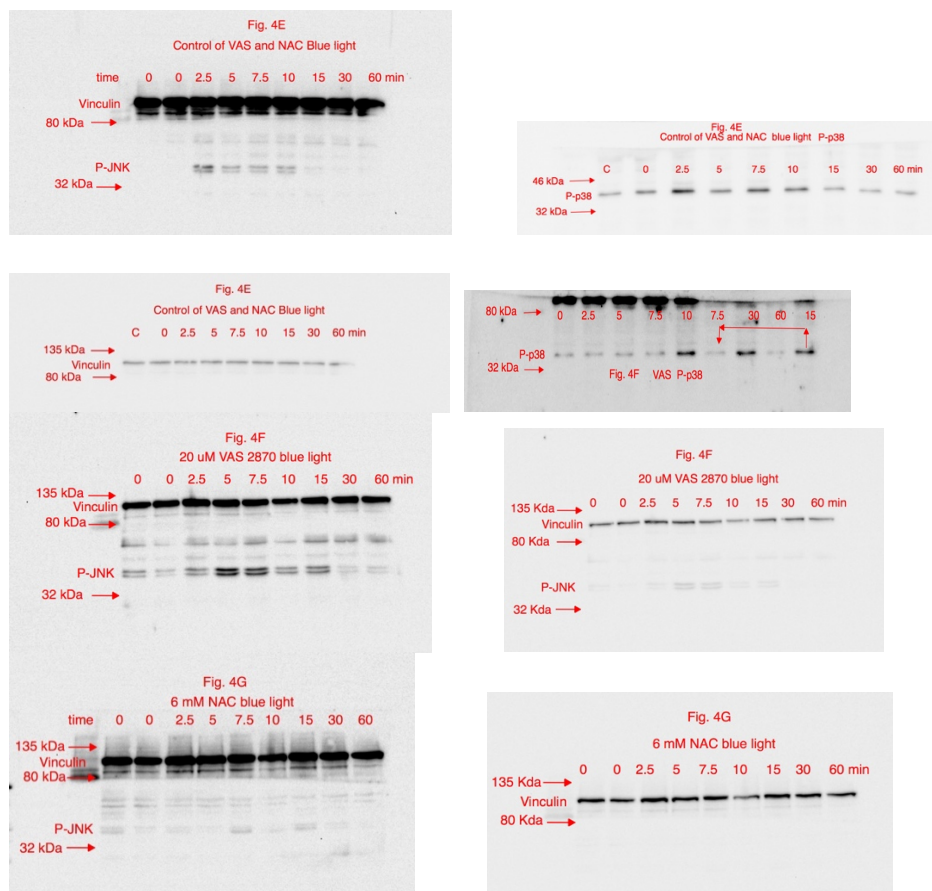 Fig. 4E
Control of VAS and NAC Blue light
time 0 0 2.5 5 7.5 10 15 30 60 min
Vinculin
80 kDa
P-JNK
32 kDa
Fig. 4E
Control of VAS and NAC blue light P-p38
C 0 2.5 5 7.5 10 15 30 60 min
46 kDa
P-p38
32 kDa
Fig. 4E
Control of VAS and NAC Blue light
C 0 2.5 5 7.5 10 15 30 60 min
135 kDa
Vinculin
80 kDa
80 kDa
0 2.5 5 7.5 10 7.5 30 60 15
P-p38
32 kDa
Fig. 4F VAS P-p38
Fig. 4F
20 uM VAS 2870 blue light
0 0 2.5 5 7.5 10 15 30 60 min
135 kDa
Vinculin
80 kDa
P-JNK
32 kDa
Fig. 4F
20 uM VAS 2870 blue light
0 0 2.5 5 7.5 10 15 30 60 min
135 Kda
Vinculin
80 Kda
P-JNK
32 Kda
Fig. 4G
6 mM NAC blue light
time 0 0 2.5 5 7.5 10 15 30 60
135 kDa
Vinculin
80 kDa
P-JNK
32 kDa
Fig. 4G
6 mM NAC blue light
0 0 2.5 5 7.5 10 15 30 60 min
135 Kda
Vinculin
80 Kda